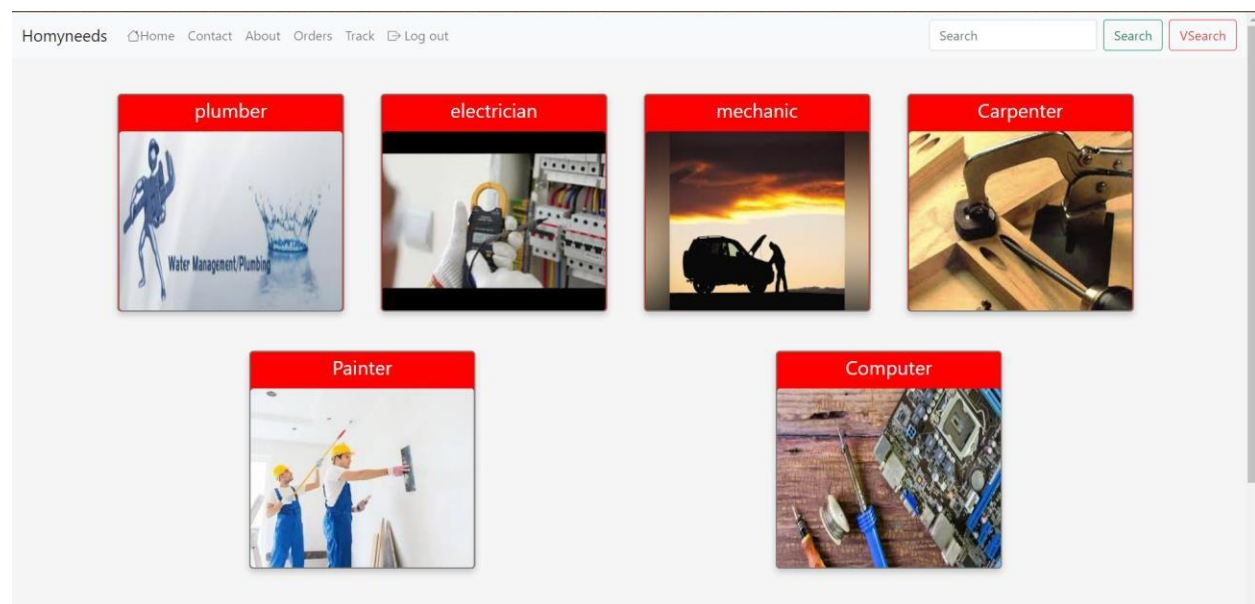 Homyneeds Home Contact About Orders Track Log out Search Search VSearch
plumber electrician mechanic Carpenter
Water Management/Plumbing
Painter Computer